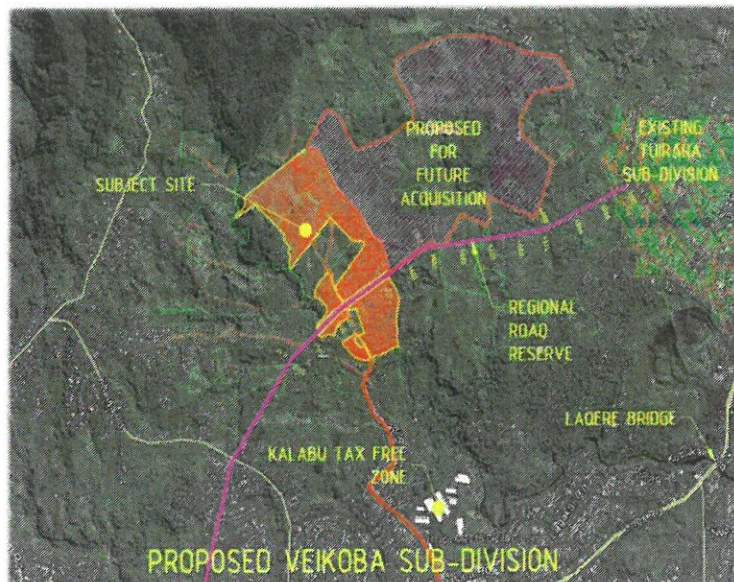 PROPOSED
FOR
FUTURE
ACQUISITION
EXISTING
TUIRARA
SUB-DIVISION
SUBJECT SITE
REGIONAL
ROAD
RESERVE
LAQERE BRIDGE
KALABU TAX FREE
ZONE
PROPOSED VEIKOBA SUB-DIVISION